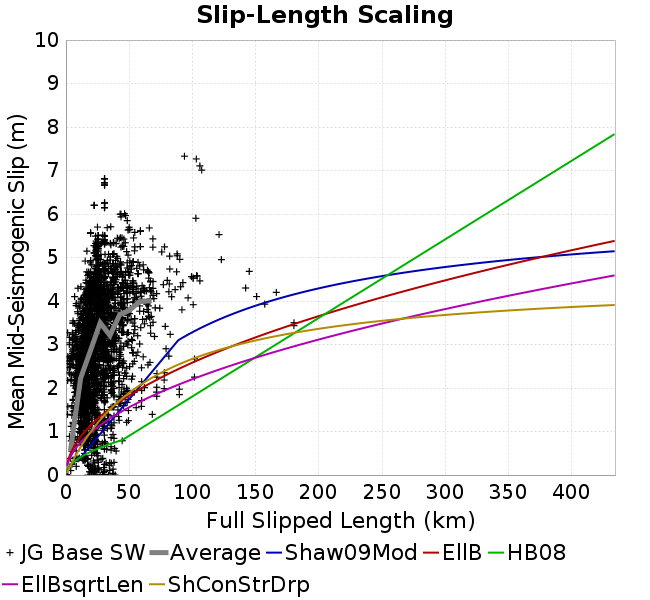 Slip-Length Scaling
Mean Mid-Seismogenic Slip (m)
10
9
8
7
6
5
4
3
2
1
0
0 50 100 150 200 250 300 350 400
Full Slipped Length (km)
JG Base SW Average Shaw09Mod EllB HB08
EllBsqrtLen ShConStrDrp